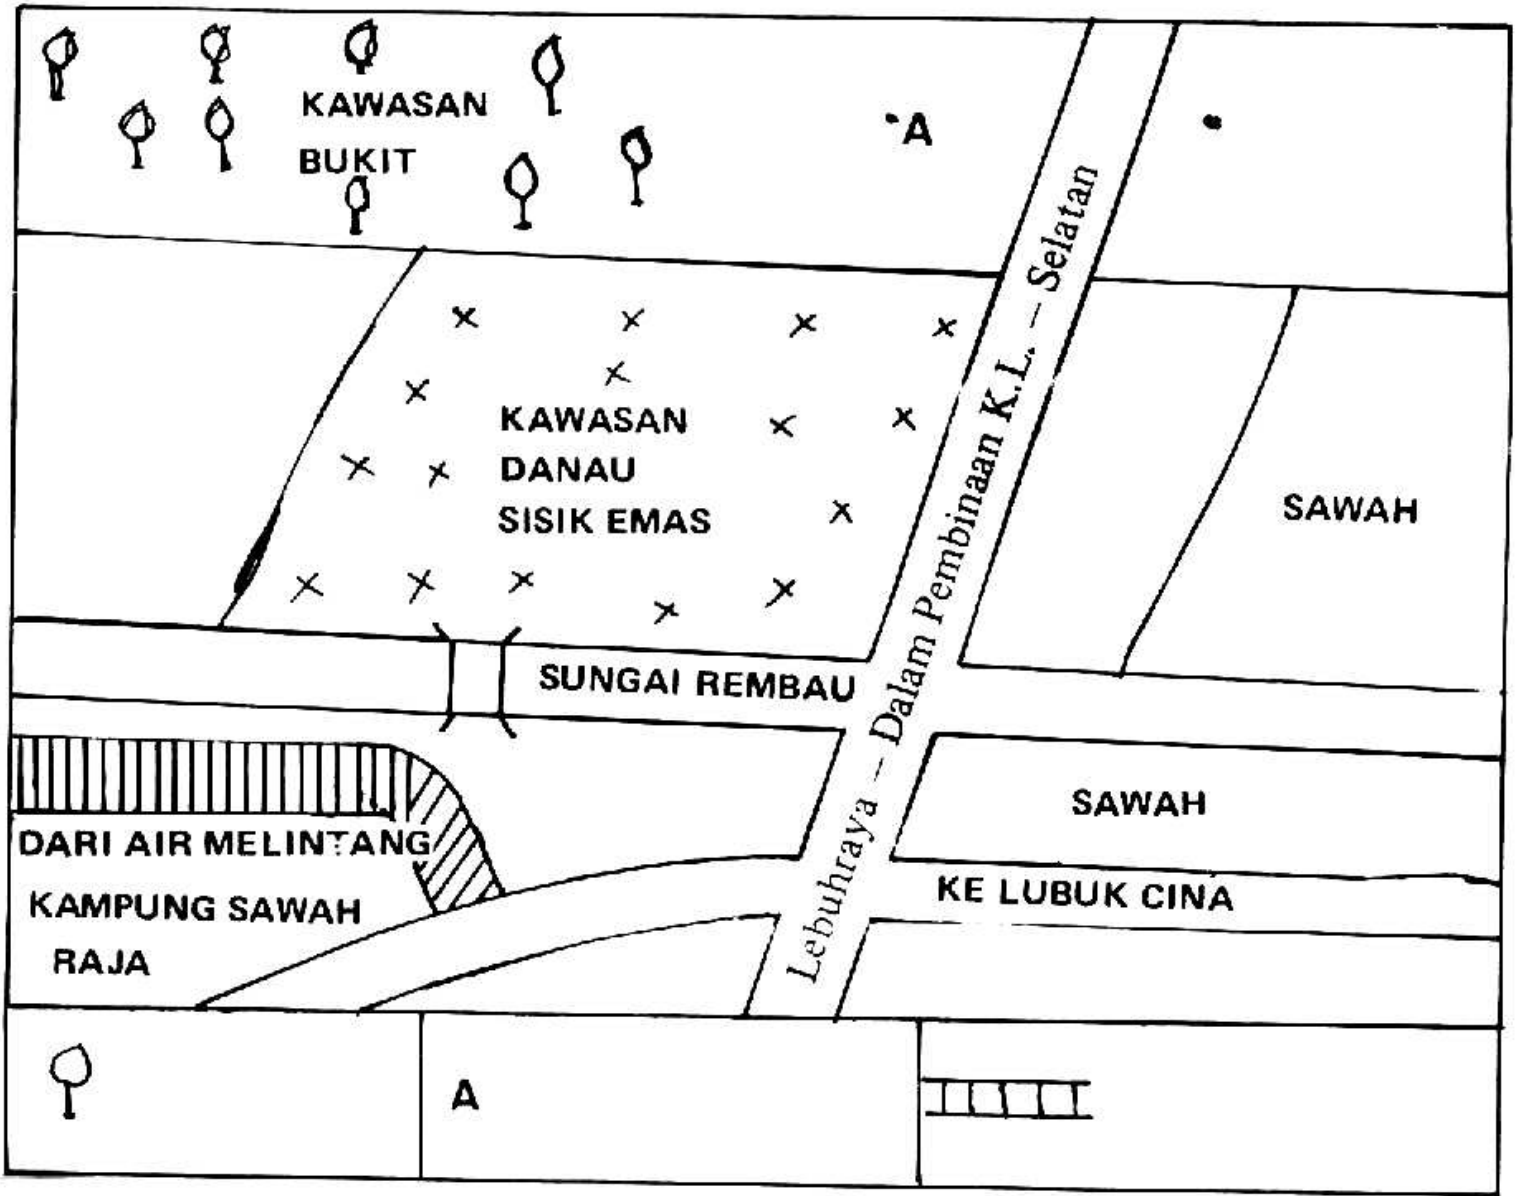 KAWASAN
BUKIT
A
KAWASAN
DANAU
SISIK EMAS
SAWAH
SUNGAI REMBAU
Lebuhraya – Dalam Pembinaan K.L. – Selatan
SAWAH
DARI AIR MELINTANG
KE LUBUK CINA
KAMPUNG SAWAH
RAJA
A